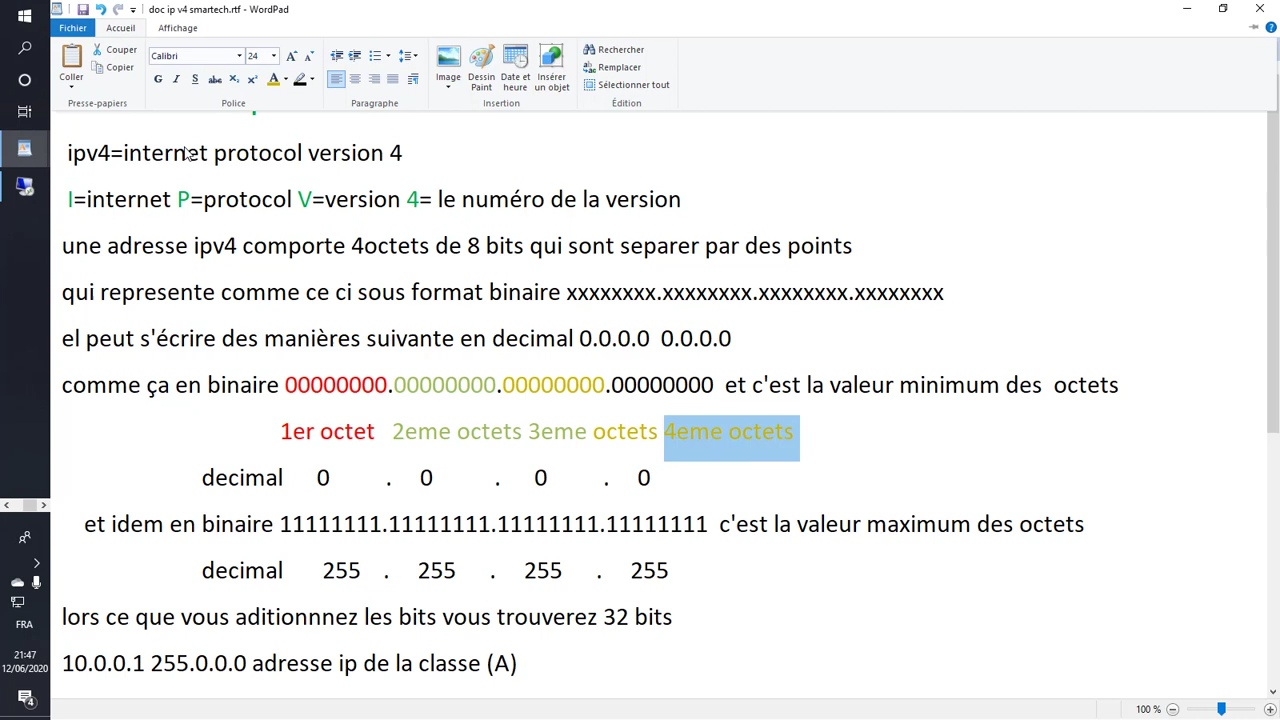 doc ip v4 smartech.rtf - WordPad
Fichier Accueil Affichage
Coller
Couper
Copier
Presse-papiers
Calibri 24
G I S abc X₂ X² A
Police
Paragraphe
Image
Dessin Paint
Date et heure
Insérer un objet
Insertion
Rechercher
Remplacer
Sélectionner tout
Édition
ipv4=internet protocol version 4
I=internet P=protocol V=version 4= le numéro de la version
une adresse ipv4 comporte 4octets de 8 bits qui sont separer par des points
qui represente comme ce ci sous format binaire xxxxxxxx.xxxxxxxx.xxxxxxxx.xxxxxxxx
el peut s'écrire des manières suivante en decimal 0.0.0.0 0.0.0.0
comme ça en binaire 00000000.00000000.00000000.00000000 et c'est la valeur minimum des octets
1er octet 2eme octets 3eme octets 4eme octets
decimal 0 . 0 . 0 . 0
et idem en binaire 11111111.11111111.11111111.11111111 c'est la valeur maximum des octets
decimal 255 . 255 . 255 . 255
lors ce que vous aditionnnez les bits vous trouverez 32 bits
10.0.0.1 255.0.0.0 adresse ip de la classe (A)
FRA
21:47
12/06/2020
4
100 %